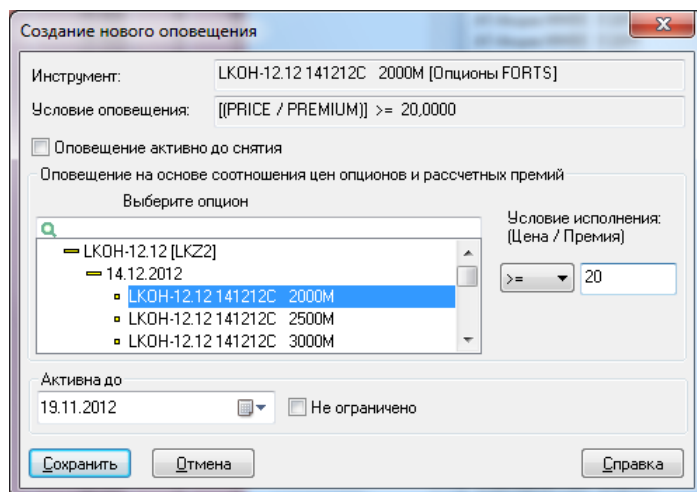 Создание нового оповещения
Инструмент: LKOH-12.12 141212C 2000M [Опционы FORTS]
Условие оповещения: [(PRICE / PREMIUM)] >= 20,0000
Оповещение активно до снятия
Оповещение на основе соотношения цен опционов и рассчетных премий
Выберите опцион
Условие исполнения:
(Цена / Премия)
LKOH-12.12 [LKZ2]
14.12.2012
>= 20
LKOH-12.12 141212C 2000M
LKOH-12.12 141212C 2500M
LKOH-12.12 141212C 3000M
Активна до
19.11.2012 Не ограничено
Сохранить Отмена Справка